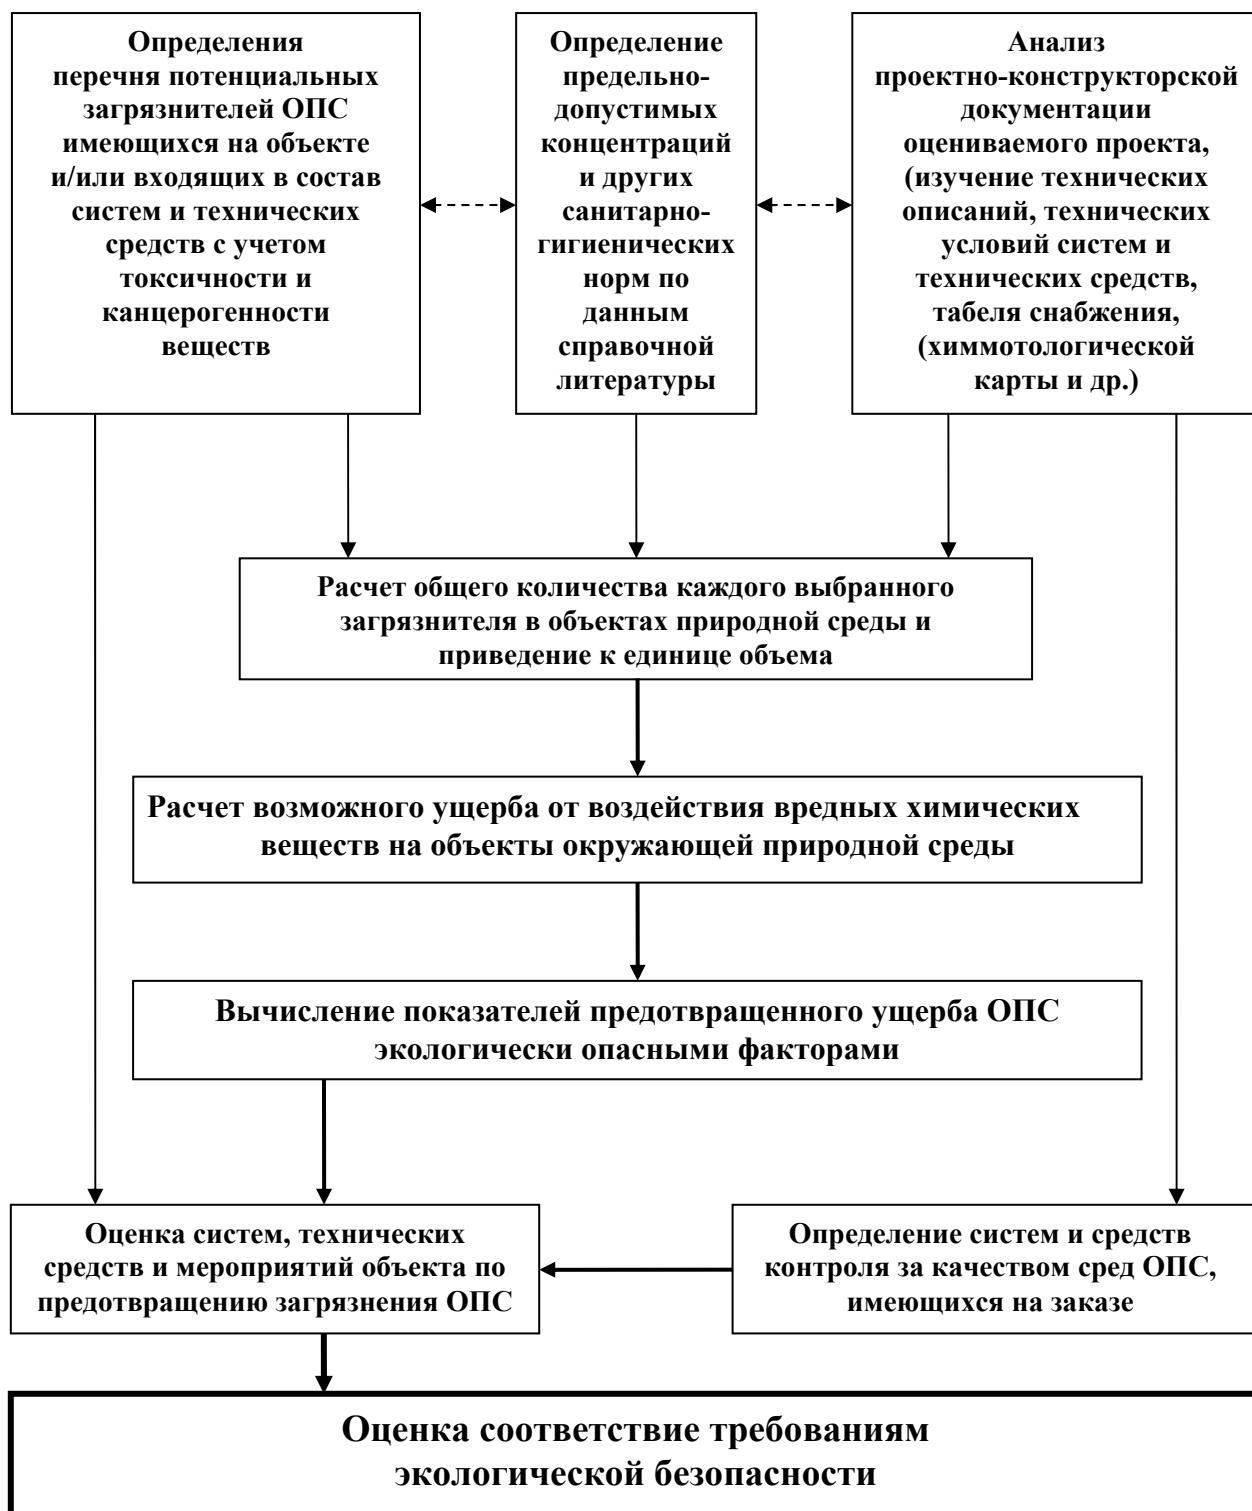 Определения
перечня потенциальных
загрязнителей ОПС
имеющихся на объекте
и/или входящих в состав
систем и технических
средств с учетом
токсичности и
канцерогенности
веществ
Определение
предельно-
допустимых
концентраций
и других
санитарно-
гигиенических
норм по
данным
справочной
литературы
Анализ
проектно-конструкторской
документации
оцениваемого проекта,
(изучение технических
описаний, технических
условий систем и
технических средств,
табеля снабжения,
(химмотологической
карты и др.)
Расчет общего количества каждого выбранного
загрязнителя в объектах природной среды и
приведение к единице объема
Расчет возможного ущерба от воздействия вредных химических
веществ на объекты окружающей природной среды
Вычисление показателей предотвращенного ущерба ОПС
экологически опасными факторами
Оценка систем, технических
средств и мероприятий объекта по
предотвращению загрязнения ОПС
Определение систем и средств
контроля за качеством сред ОПС,
имеющихся на заказе
Оценка соответствие требованиям
экологической безопасности